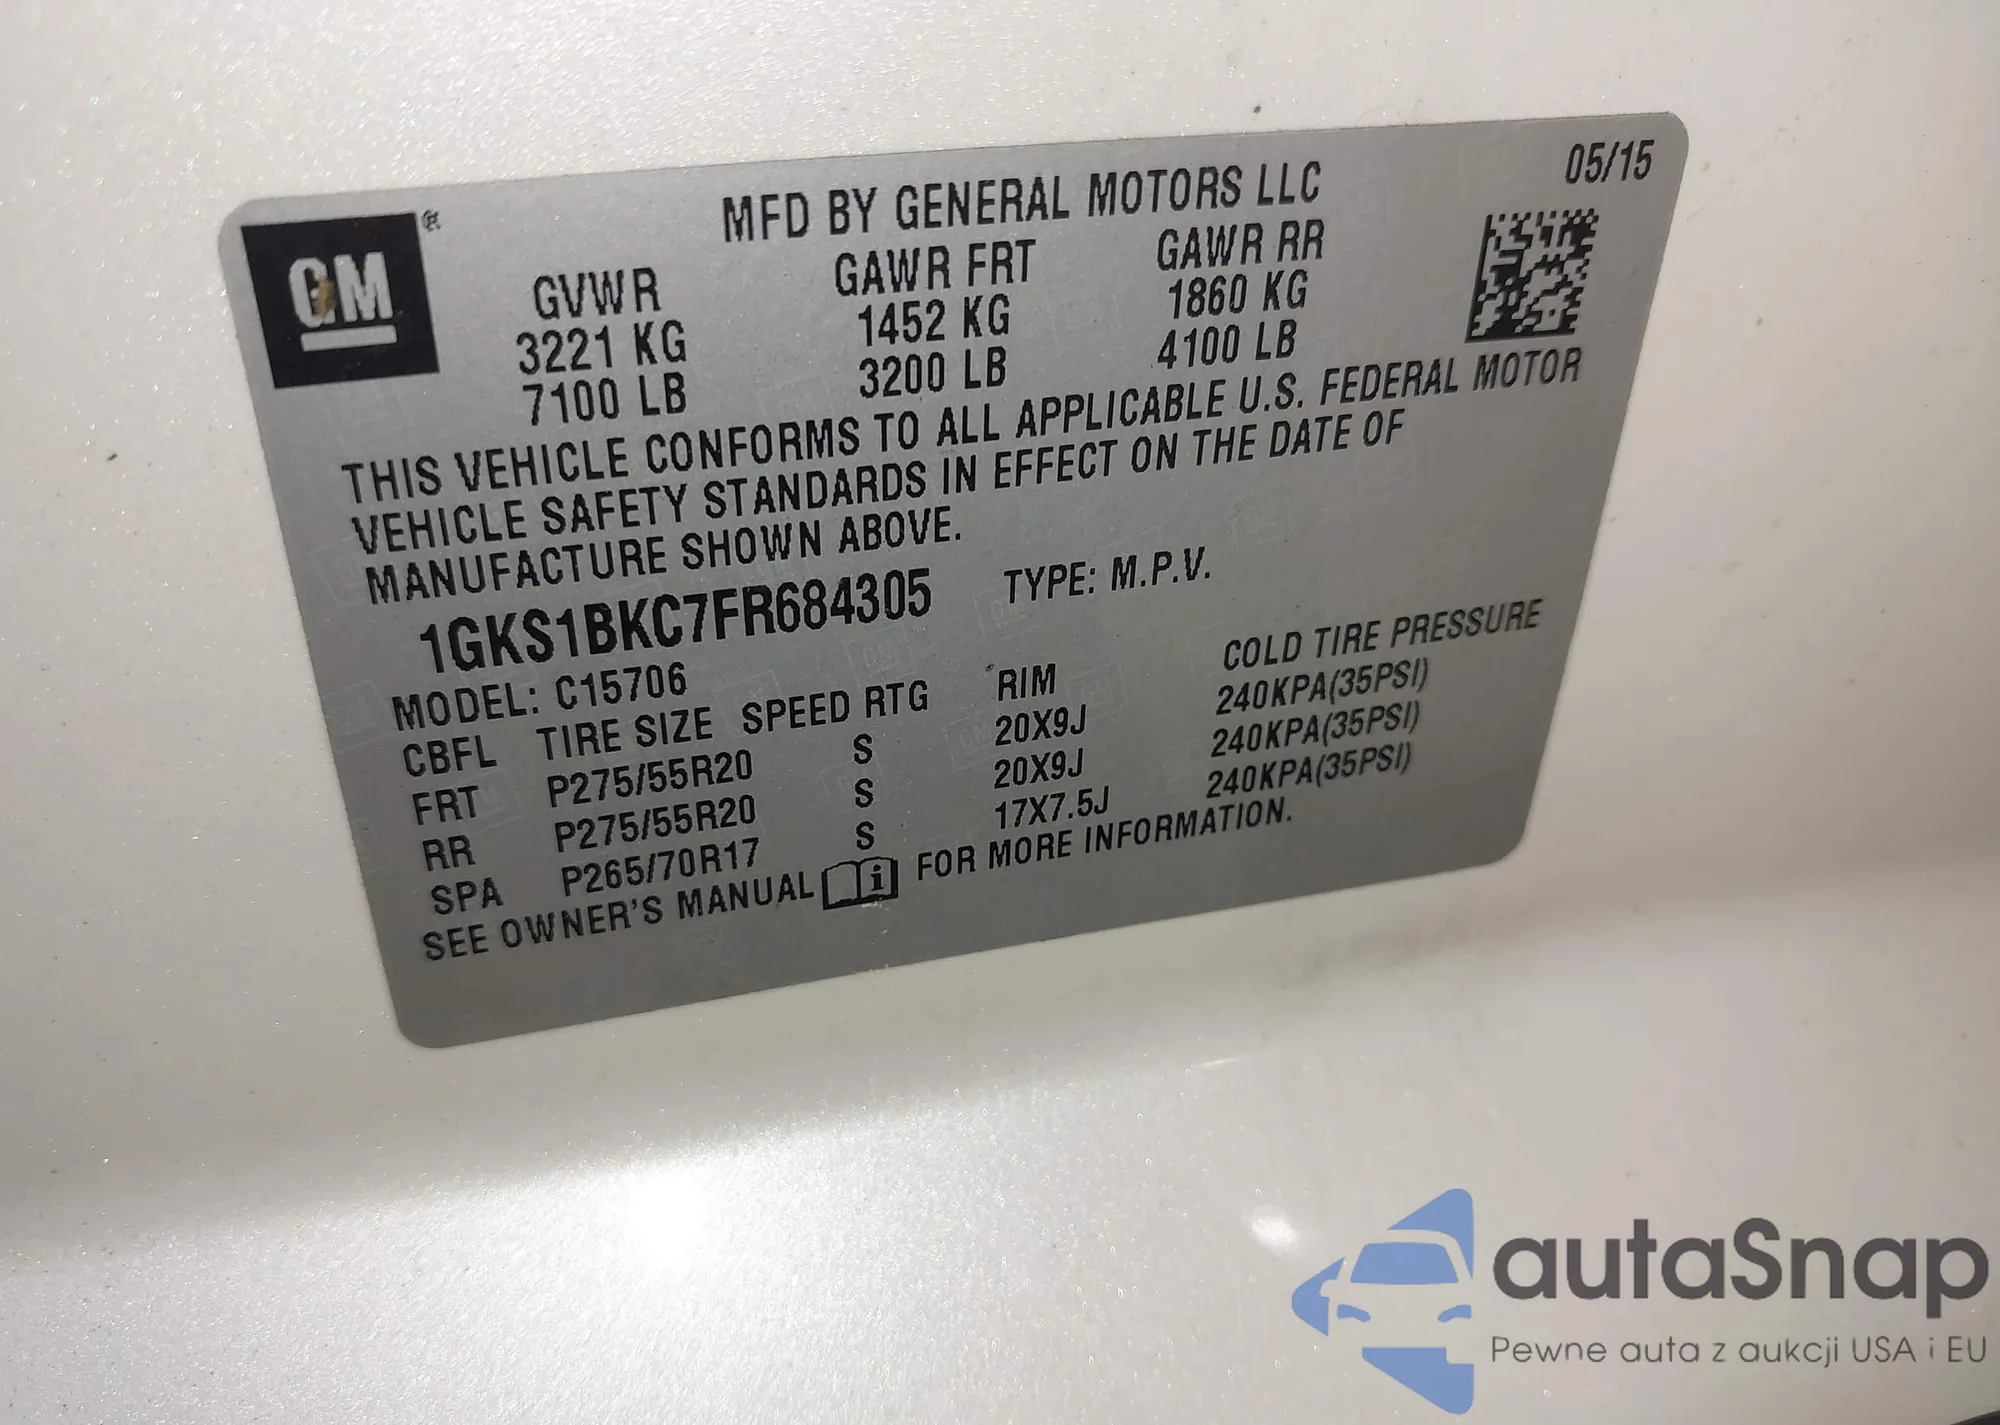 05/15
GM®
MFD BY GENERAL MOTORS LLC
GVWR GAWR FRT GAWR RR
3221 KG 1452 KG 1860 KG
7100 LB 3200 LB 4100 LB
THIS VEHICLE CONFORMS TO ALL APPLICABLE U.S. FEDERAL MOTOR
VEHICLE SAFETY STANDARDS IN EFFECT ON THE DATE OF
MANUFACTURE SHOWN ABOVE.
1GKS1BKC7FR684305 TYPE: M.P.V.
MODEL: C15706
CBFL TIRE SIZE SPEED RTG RIM COLD TIRE PRESSURE
FRT P275/55R20 S 20X9J 240KPA(35PSI)
RR P275/55R20 S 20X9J 240KPA(35PSI)
SPA P265/70R17 S 17X7.5J 240KPA(35PSI)
SEE OWNER'S MANUAL i FOR MORE INFORMATION.
autaSnap
Pewne auta z aukcji USA i EU